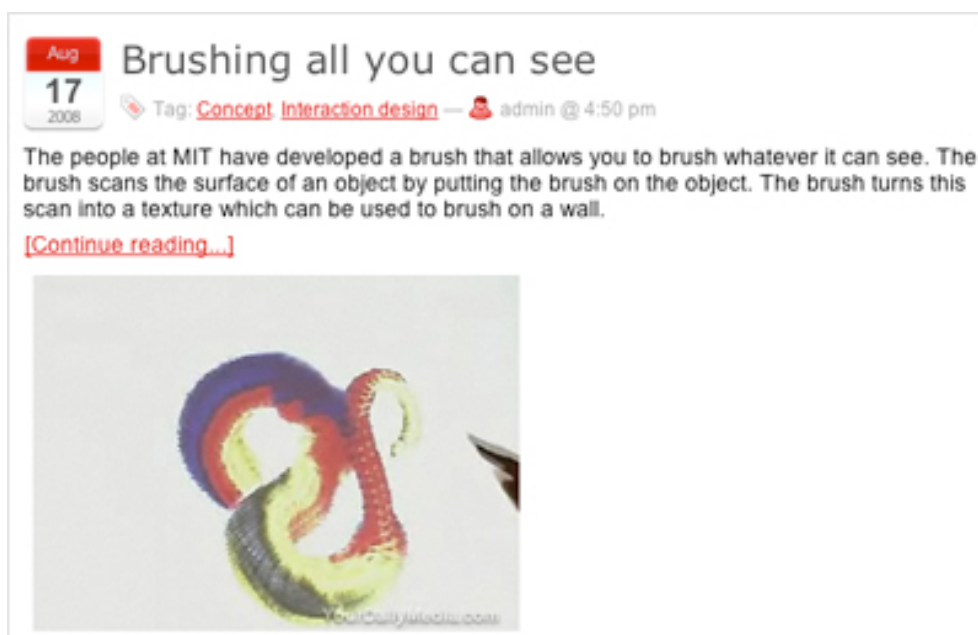 Aug
17
2008
Brushing all you can see
Tag: Concept, Interaction design — admin @ 4:50 pm
The people at MIT have developed a brush that allows you to brush whatever it can see. The
brush scans the surface of an object by putting the brush on the object. The brush turns this
scan into a texture which can be used to brush on a wall.
[Continue reading...]
YourDailyMedia.com